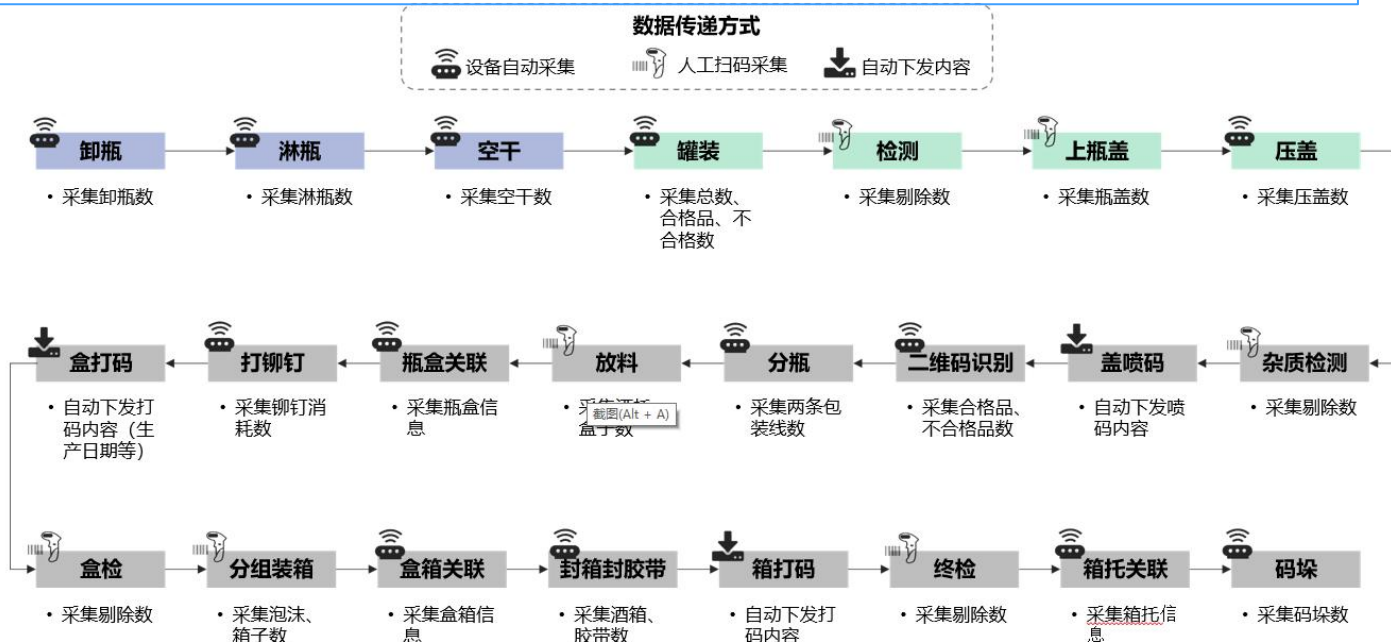 数据传递方式
设备自动采集 人工扫码采集 自动下发内容
卸瓶 淋瓶 空干 罐装 检测 上瓶盖 压盖
• 采集卸瓶数
• 采集淋瓶数
• 采集空干数
• 采集总数、
合格品、不
合格数
• 采集剔除数
• 采集瓶盖数
• 采集压盖数
盒打码 打铆钉 瓶盒关联 放料 分瓶 二维码识别 盖喷码 杂质检测
• 自动下发打
码内容（生
产日期等）
• 采集铆钉消
耗数
• 采集瓶盒信
息
截图(Alt + A)
盒子数
• 采集两条包
装线数
• 采集合格品、
不合格品数
• 自动下发喷
码内容
• 采集剔除数
盒检 分组装箱 盒箱关联 封箱封胶带 箱打码 终检 箱托关联 码垛
• 采集剔除数
• 采集泡沫、
箱子数
• 采集盒箱信
息
• 采集酒箱、
胶带数
• 自动下发打
码内容
• 采集剔除数
• 采集箱托信
息
• 采集码垛数